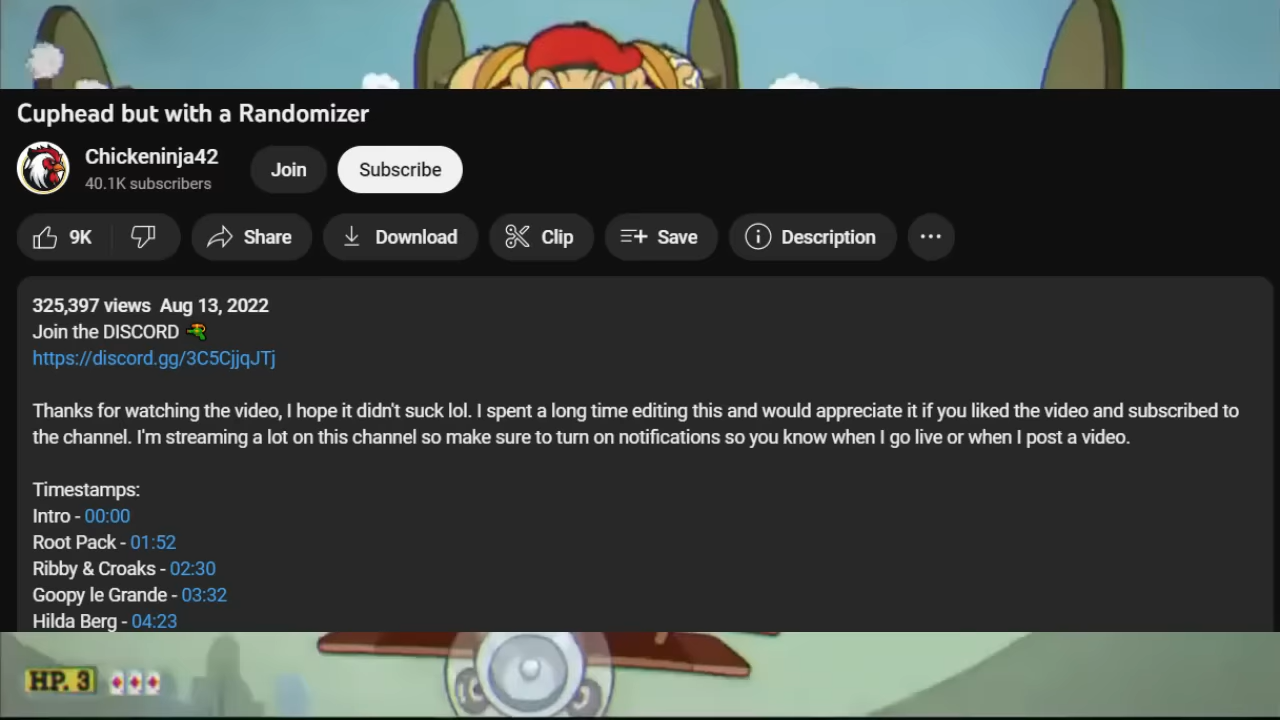 Cuphead but with a Randomizer
Chickeninja42
40.1K subscribers
Join
Subscribe
9K
Share
Download
Clip
Save
Description
325,397 views Aug 13, 2022
Join the DISCORD
https://discord.gg/3C5CjjqJTj
Thanks for watching the video, I hope it didn't suck lol. I spent a long time editing this and would appreciate it if you liked the video and subscribed to
the channel. I'm streaming a lot on this channel so make sure to turn on notifications so you know when I go live or when I post a video.
Timestamps:
Intro - 00:00
Root Pack - 01:52
Ribby & Croaks - 02:30
Goopy le Grande - 03:32
Hilda Berg - 04:23
HP. 3